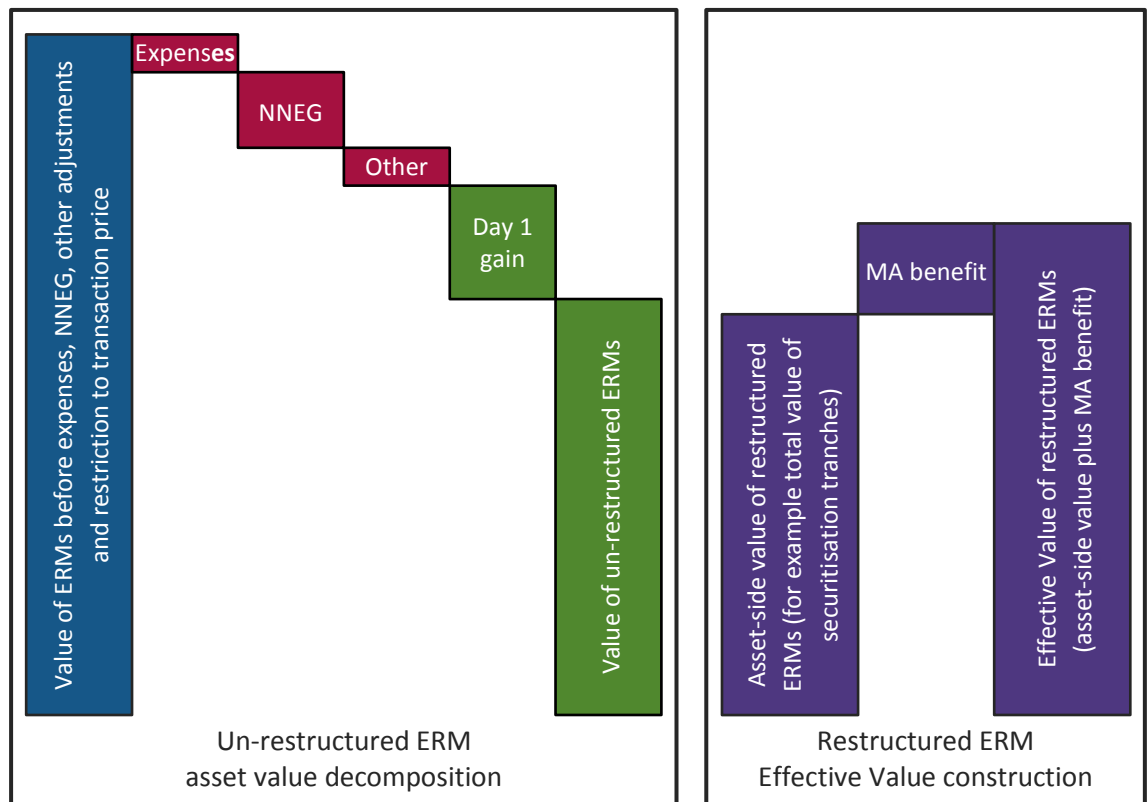 Value of ERMs before expenses, NNEG, other adjustments
and restriction to transaction price
Expenses
NNEG
Other
Day 1
gain
Value of un-restructured ERMs
Un-restructured ERM
asset value decomposition
Asset-side value of restructured
ERMs (for example total value of
securitisation tranches)
MA benefit
Effective Value of restructured ERMs
(asset-side value plus MA benefit)
Restructured ERM
Effective Value construction